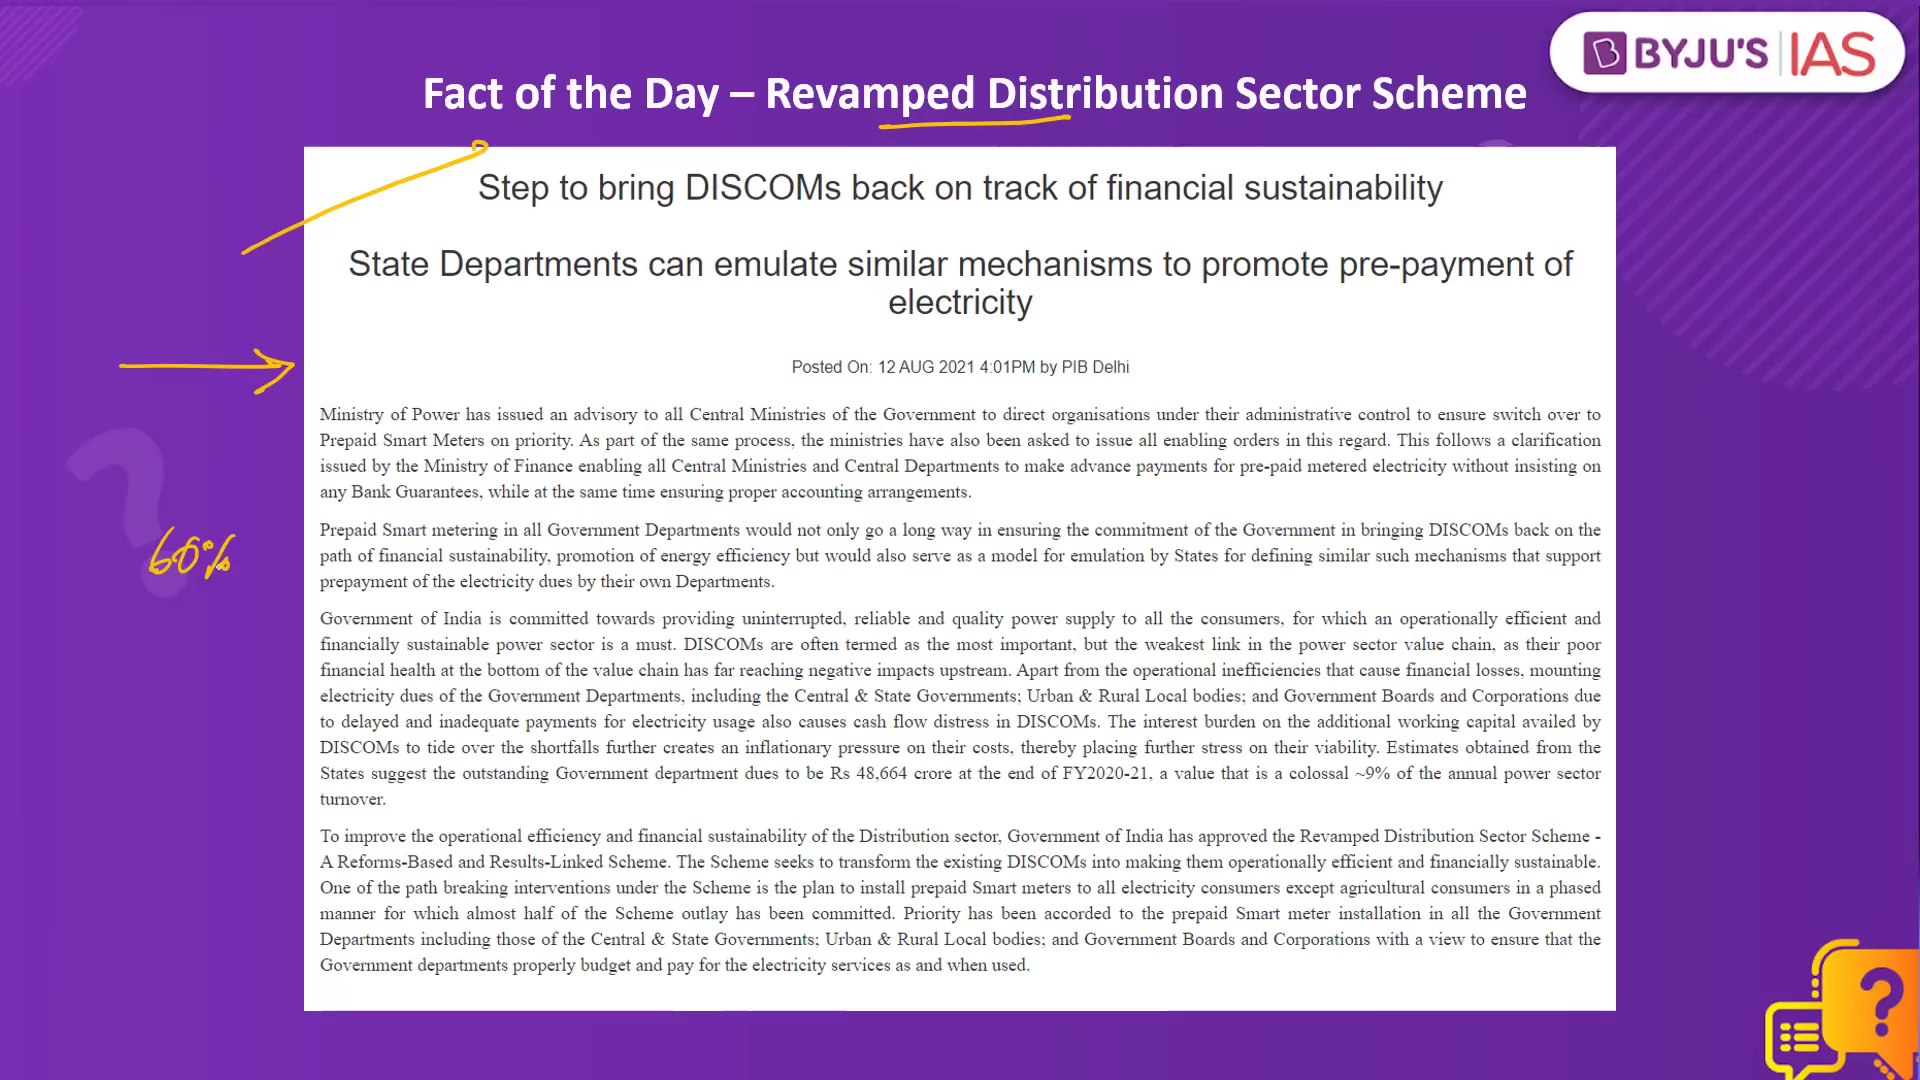 BYJU'S IAS
Fact of the Day – Revamped Distribution Sector Scheme
Step to bring DISCOMs back on track of financial sustainability
State Departments can emulate similar mechanisms to promote pre-payment of
electricity
Posted On: 12 AUG 2021 4:01PM by PIB Delhi
Ministry of Power has issued an advisory to all Central Ministries of the Government to direct organisations under their administrative control to ensure switch over to
Prepaid Smart Meters on priority. As part of the same process, the ministries have also been asked to issue all enabling orders in this regard. This follows a clarification
issued by the Ministry of Finance enabling all Central Ministries and Central Departments to make advance payments for pre-paid metered electricity without insisting on
any Bank Guarantees, while at the same time ensuring proper accounting arrangements.
Prepaid Smart metering in all Government Departments would not only go a long way in ensuring the commitment of the Government in bringing DISCOMs back on the
path of financial sustainability, promotion of energy efficiency but would also serve as a model for emulation by States for defining similar such mechanisms that support
prepayment of the electricity dues by their own Departments.
60%
Government of India is committed towards providing uninterrupted, reliable and quality power supply to all the consumers, for which an operationally efficient and
financially sustainable power sector is a must. DISCOMs are often termed as the most important, but the weakest link in the power sector value chain, as their poor
financial health at the bottom of the value chain has far reaching negative impacts upstream. Apart from the operational inefficiencies that cause financial losses, mounting
electricity dues of the Government Departments, including the Central & State Governments; Urban & Rural Local bodies; and Government Boards and Corporations due
to delayed and inadequate payments for electricity usage also causes cash flow distress in DISCOMs. The interest burden on the additional working capital availed by
DISCOMs to tide over the shortfalls further creates an inflationary pressure on their costs, thereby placing further stress on their viability. Estimates obtained from the
States suggest the outstanding Government department dues to be Rs 48,664 crore at the end of FY2020-21, a value that is a colossal ~9% of the annual power sector
turnover.
To improve the operational efficiency and financial sustainability of the Distribution sector, Government of India has approved the Revamped Distribution Sector Scheme -
A Reforms-Based and Results-Linked Scheme. The Scheme seeks to transform the existing DISCOMs into making them operationally efficient and financially sustainable.
One of the path breaking interventions under the Scheme is the plan to install prepaid Smart meters to all electricity consumers except agricultural consumers in a phased
manner for which almost half of the Scheme outlay has been committed. Priority has been accorded to the prepaid Smart meter installation in all the Government
Departments including those of the Central & State Governments; Urban & Rural Local bodies; and Government Boards and Corporations with a view to ensure that the
Government departments properly budget and pay for the electricity services as and when used.